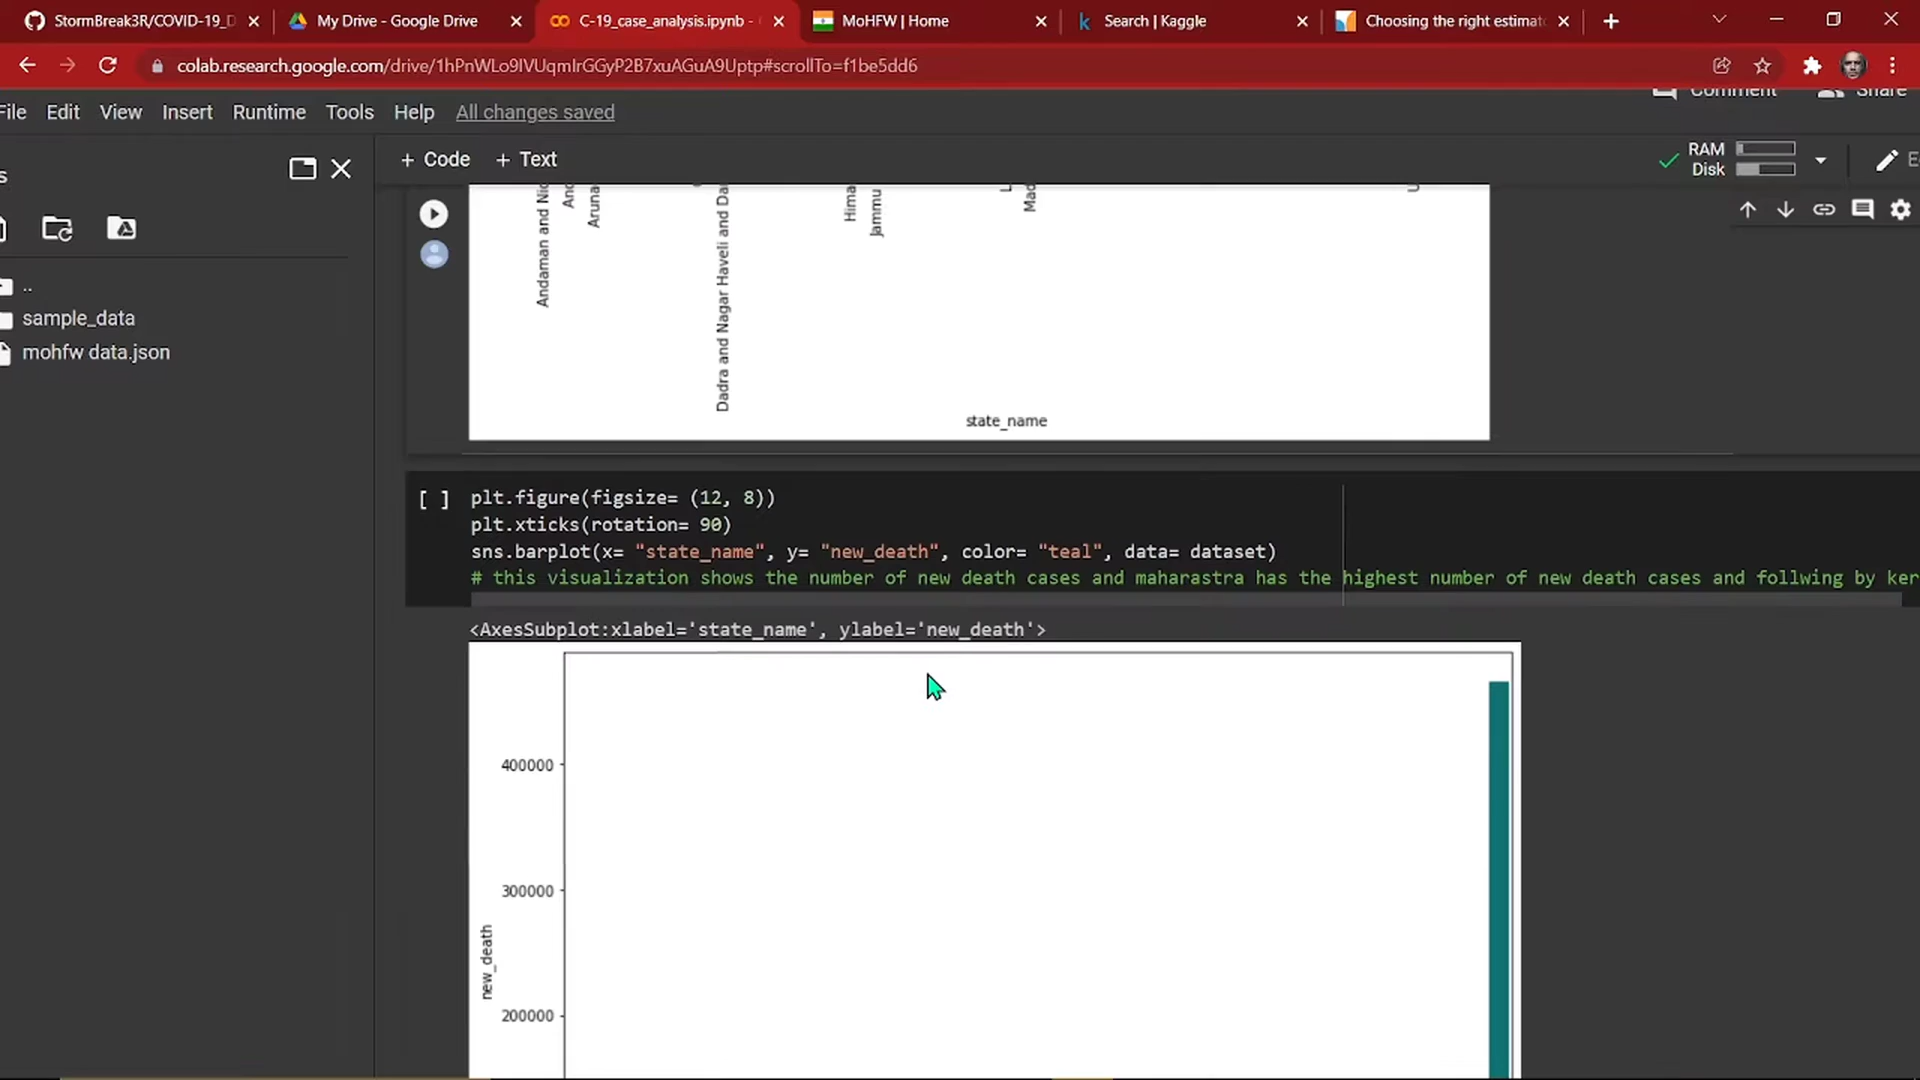 StormBreak3R/COVID-19_D
My Drive - Google Drive
C-19_case_analysis.ipynb -
MoHFW | Home
Search | Kaggle
Choosing the right estimat
colab.research.google.com/drive/1hPnWLo9IVUqmIrGGyP2B7xuAGuA9Uptp#scrollTo=f1be5dd6
File Edit View Insert Runtime Tools Help All changes saved
Comment Share
+ Code + Text
RAM
Disk
..
sample_data
mohfw data.json
Andaman and Nic
Arunac
Dadra and Nagar Haveli and Da
Hima
Jammu
Mad
state_name
[ ] plt.figure(figsize= (12, 8))
plt.xticks(rotation= 90)
sns.barplot(x= "state_name", y= "new_death", color= "teal", data= dataset)
# this visualization shows the number of new death cases and maharastra has the highest number of new death cases and follwing by ker
<AxesSubplot:xlabel='state_name', ylabel='new_death'>
400000
300000
200000
new_death